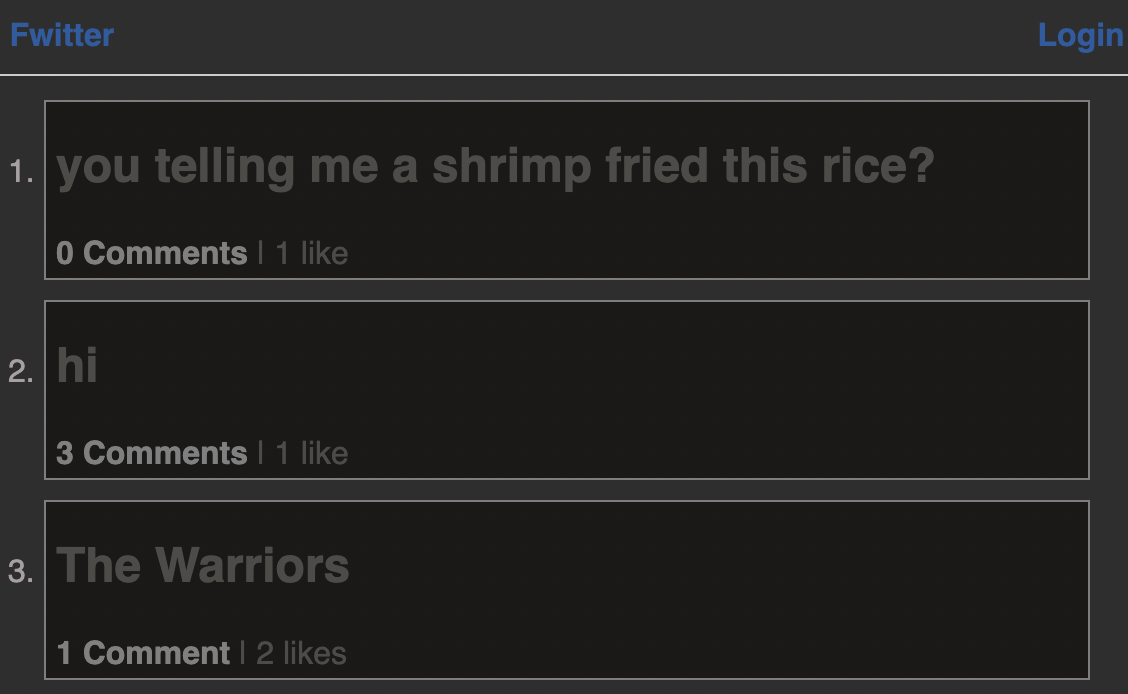 Fwitter Login
1. you telling me a shrimp fried this rice?
0 Comments | 1 like
2. hi
3 Comments | 1 like
3. The Warriors
1 Comment | 2 likes